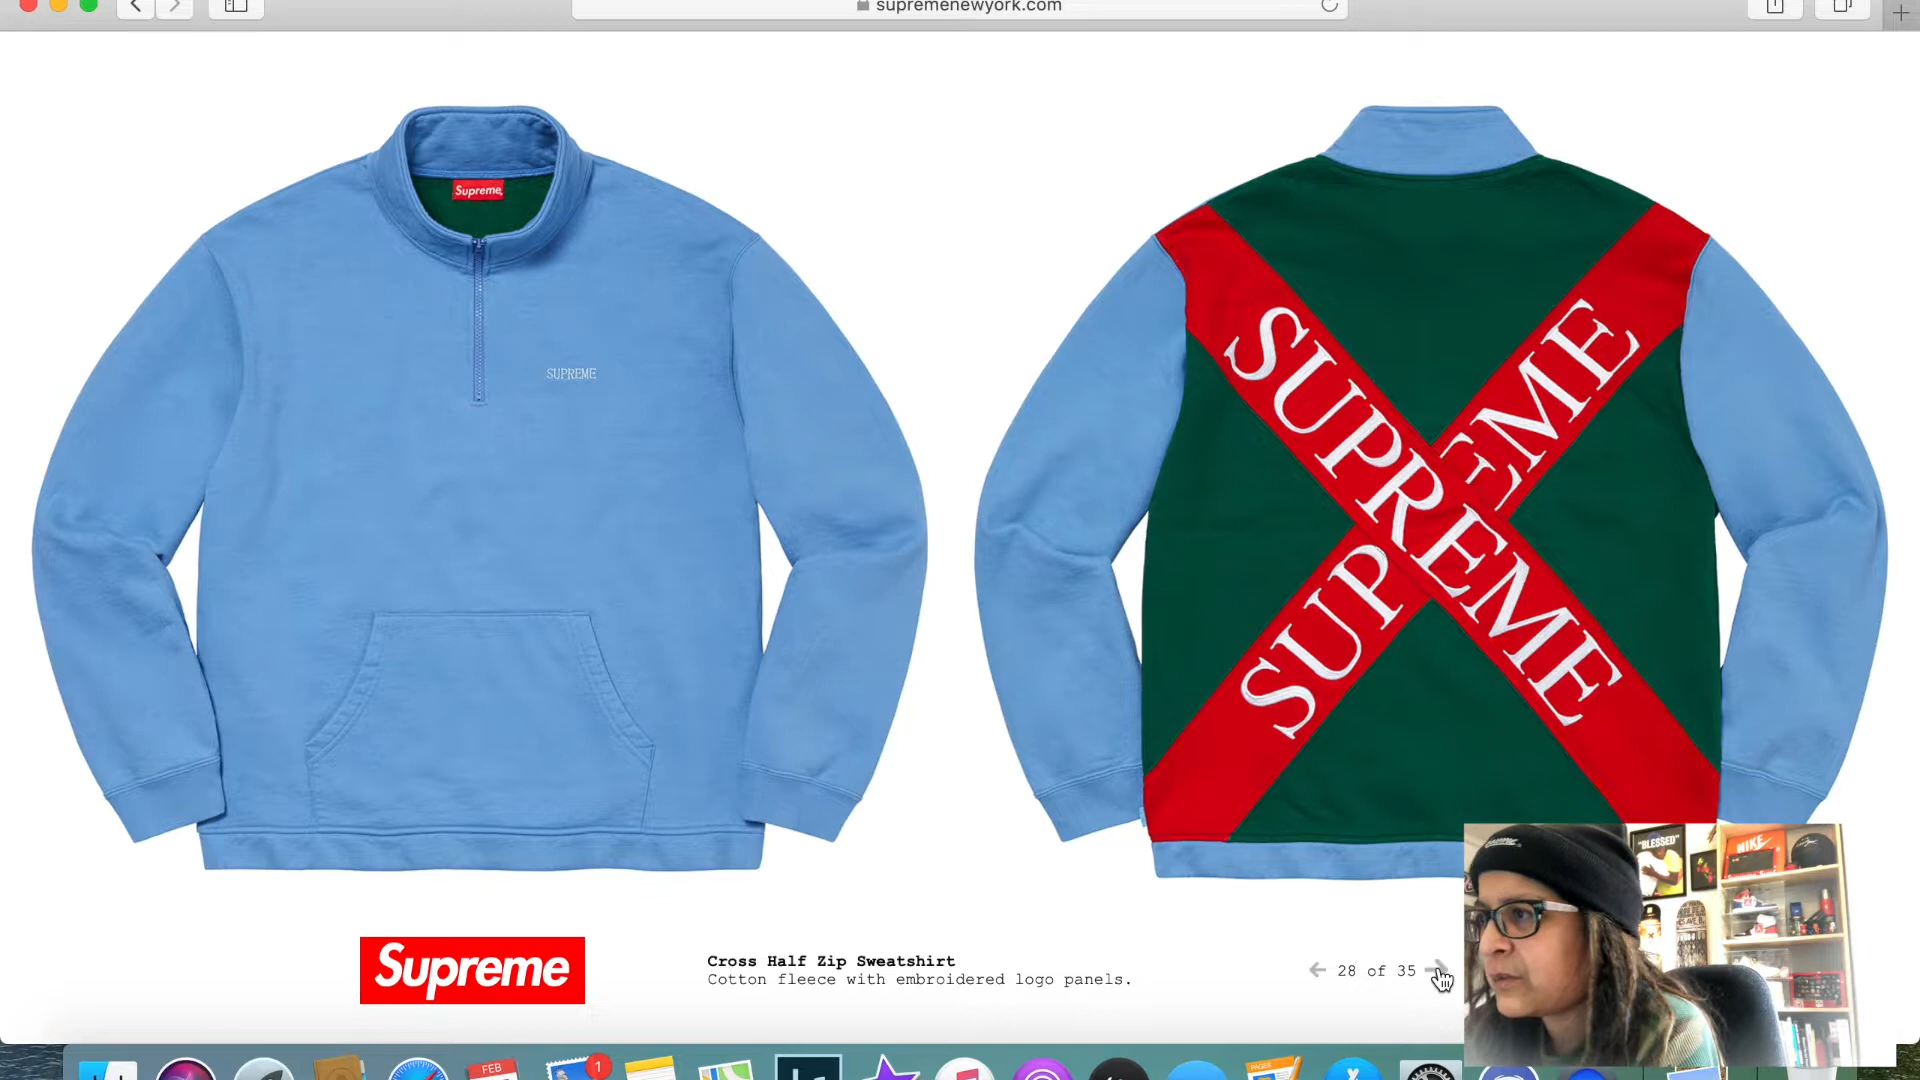 supremenewyork.com
Supreme
SUPREME
SUPREME
SUPREME
Supreme
Cross Half Zip Sweatshirt
Cotton fleece with embroidered logo panels.
28 of 35
"BLESSED"
NIKE
FEB
1
PAGES